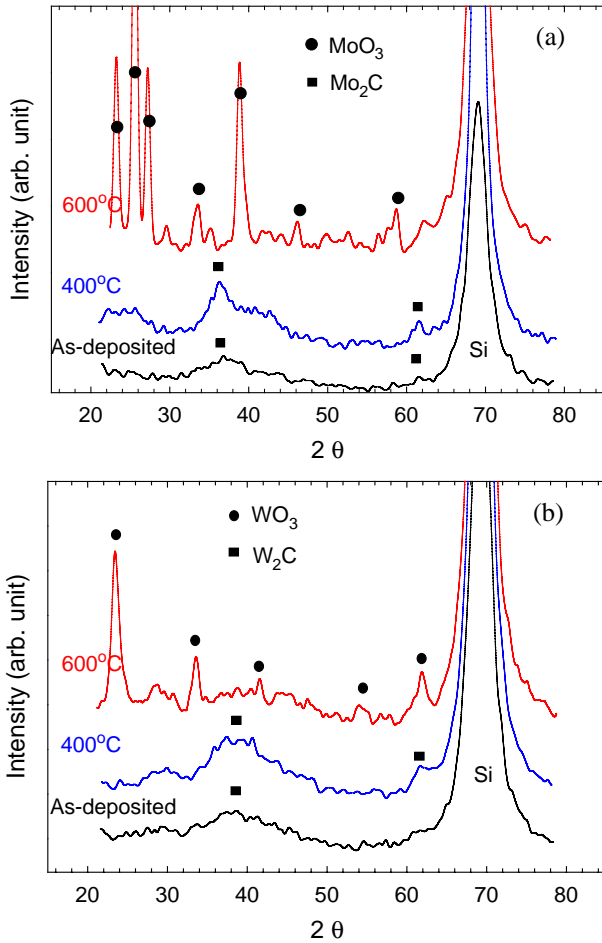 (a)
● MoO₃
■ Mo₂C
Intensity (arb. unit)
600°C
400°C
As-deposited
Si
20 30 40 50 60 70 80
2 θ
(b)
● WO₃
■ W₂C
Intensity (arb. unit)
600°C
400°C
As-deposited
Si
20 30 40 50 60 70 80
2 θ